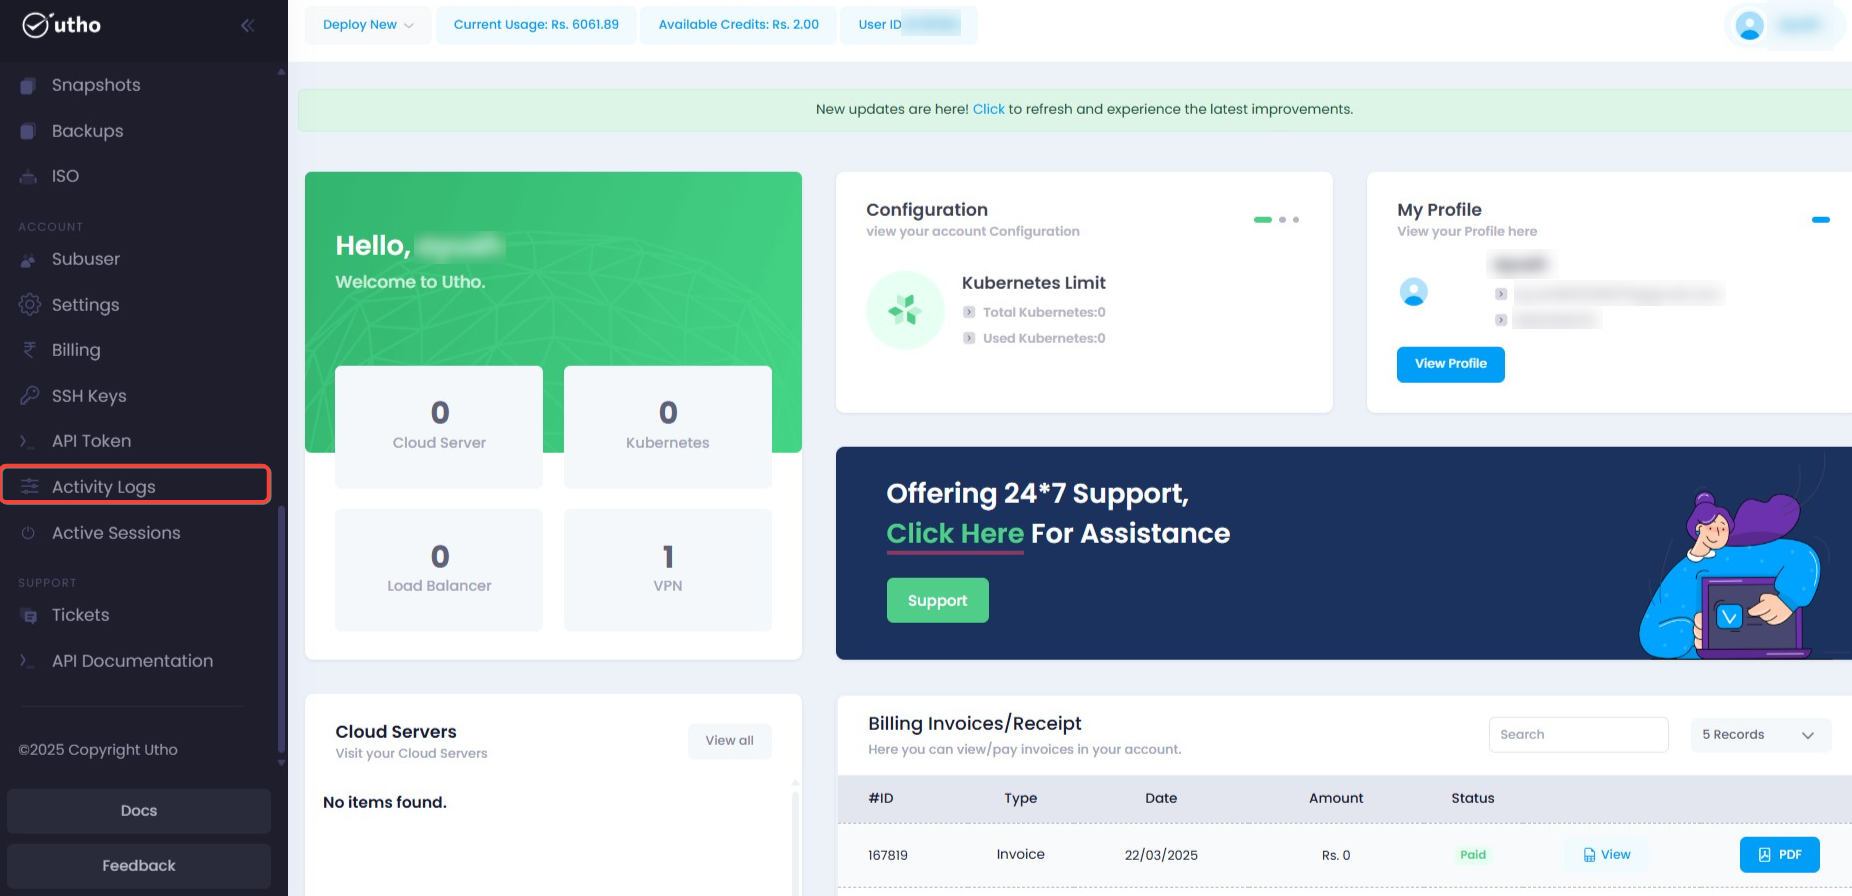 utho
Snapshots
Backups
ISO
ACCOUNT
Subuser
Settings
Billing
SSH Keys
API Token
Activity Logs
Active Sessions
SUPPORT
Tickets
API Documentation
©2025 Copyright Utho
Docs
Feedback
Deploy New
Current Usage: Rs. 6061.89
Available Credits: Rs. 2.00
User ID
New updates are here! Click to refresh and experience the latest improvements.
Hello,
Welcome to Utho.
0
Cloud Server
0
Kubernetes
0
Load Balancer
1
VPN
Configuration
view your account Configuration
Kubernetes Limit
Total Kubernetes:0
Used Kubernetes:0
My Profile
View your Profile here
View Profile
Offering 24*7 Support,
Click Here For Assistance
Support
Cloud Servers
Visit your Cloud Servers
View all
No items found.
Billing Invoices/Receipt
Here you can view/pay invoices in your account.
Search
5 Records
#ID Type Date Amount Status
167819 Invoice 22/03/2025 Rs. 0 Paid View PDF